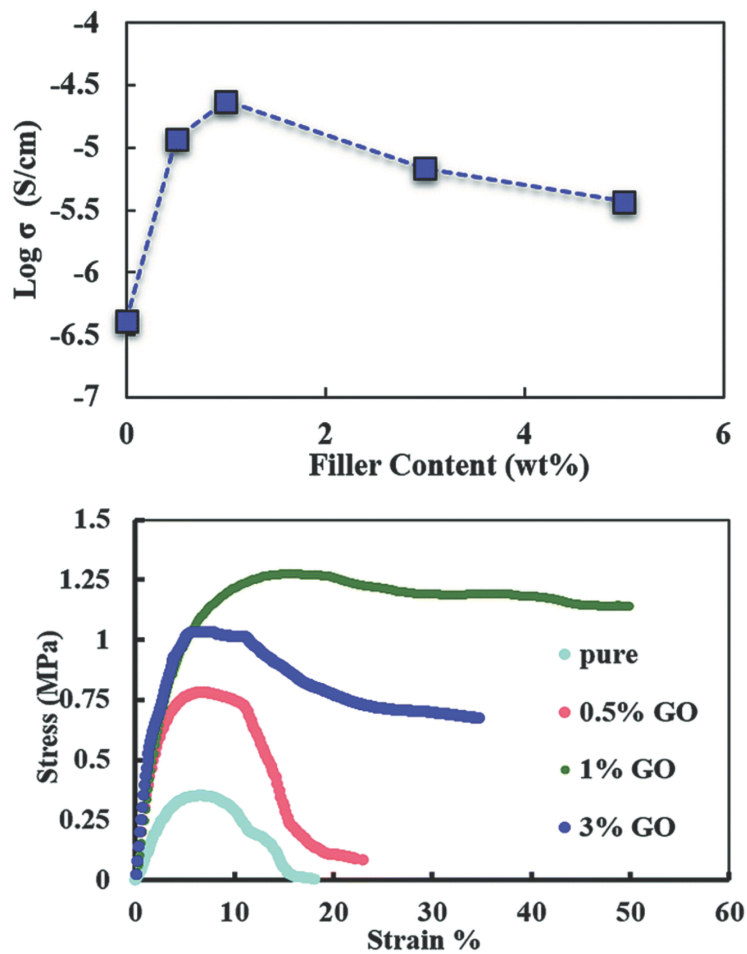 -4
-4.5
-5
-5.5
-6
-6.5
-7
Log σ (S/cm)
0 2 4 6
Filler Content (wt%)
1.5
1.25
1
0.75
0.5
0.25
0
Stress (MPa)
pure
0.5% GO
1% GO
3% GO
0 10 20 30 40 50 60
Strain %